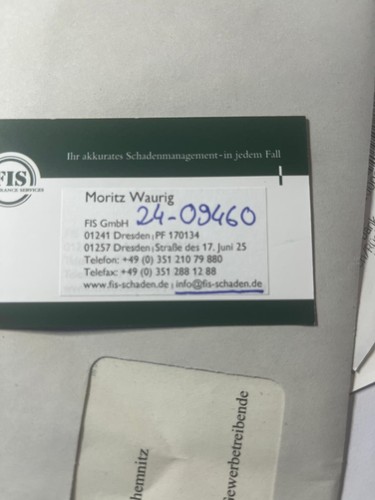 Ihr akkurates Schadenmanagement - in jedem Fall
FIS
Moritz Waurig
FIS GmbH 24-09460
01241 Dresden | PF 170134
01257 Dresden | Straße des 17. Juni 25
Telefon: +49 (0) 351 210 79 880
Telefax: +49 (0) 351 288 12 88
www.fis-schaden.de | info@fis-schaden.de
hemnitz
ewerbetreibende